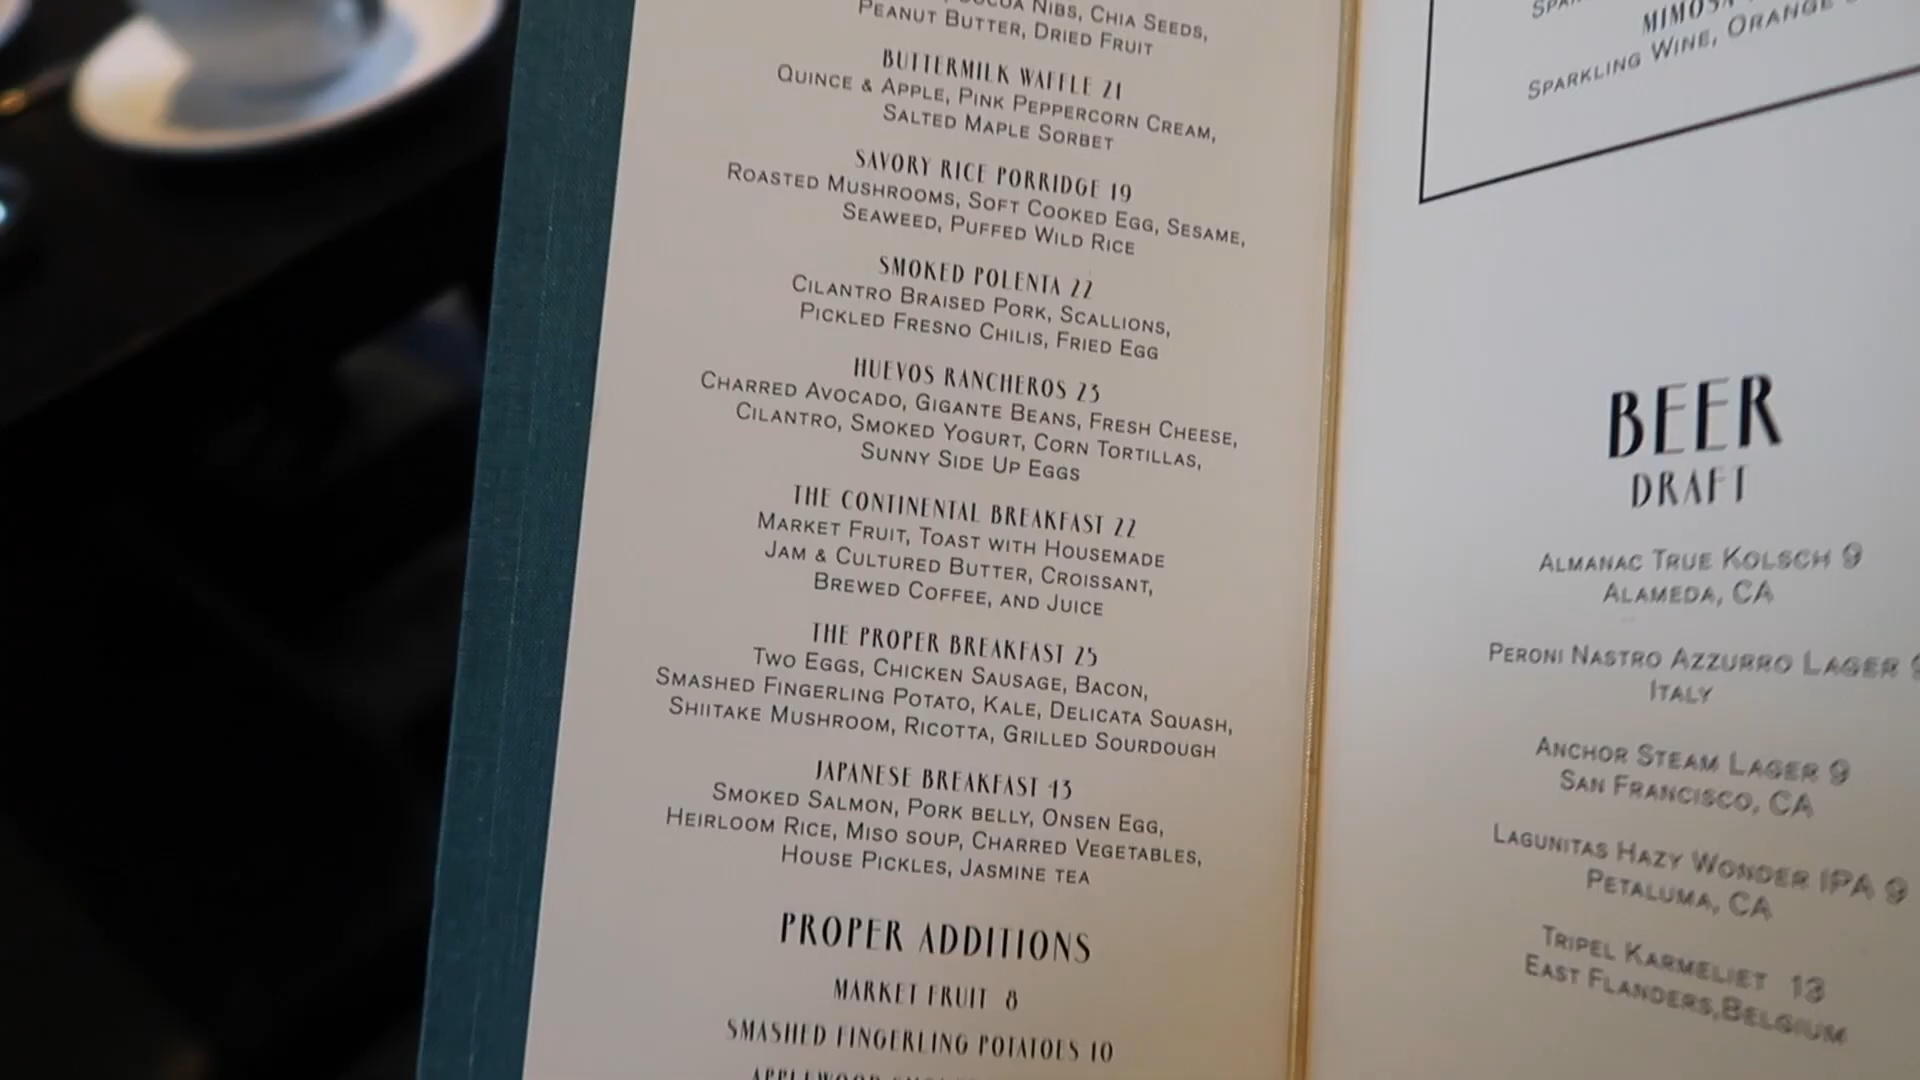 Cocoa Nibs, Chia Seeds,
Peanut Butter, Dried Fruit
BUTTERMILK WAFFLE 21
Quince & Apple, Pink Peppercorn Cream,
Salted Maple Sorbet
SAVORY RICE PORRIDGE 19
Roasted Mushrooms, Soft Cooked Egg, Sesame,
Seaweed, Puffed Wild Rice
SMOKED POLENTA 22
Cilantro Braised Pork, Scallions,
Pickled Fresno Chilis, Fried Egg
HUEVOS RANCHEROS 23
Charred Avocado, Gigante Beans, Fresh Cheese,
Cilantro, Smoked Yogurt, Corn Tortillas,
Sunny Side Up Eggs
THE CONTINENTAL BREAKFAST 22
Market Fruit, Toast with Housemade
Jam & Cultured Butter, Croissant,
Brewed Coffee, and Juice
THE PROPER BREAKFAST 25
Two Eggs, Chicken Sausage, Bacon,
Smashed Fingerling Potato, Kale, Delicata Squash,
Shiitake Mushroom, Ricotta, Grilled Sourdough
JAPANESE BREAKFAST 43
Smoked Salmon, Pork belly, Onsen Egg,
Heirloom Rice, Miso soup, Charred Vegetables,
House Pickles, Jasmine tea
PROPER ADDITIONS
MARKET FRUIT 8
SMASHED FINGERLING POTATOES 10
APPLEWOOD
MIMOSA
Sparkling Wine, Orange
BEER
DRAFT
Almanac True Kolsch 9
Alameda, CA
Peroni Nastro Azzurro Lager
Italy
Anchor Steam Lager 9
San Francisco, CA
Lagunitas Hazy Wonder IPA 9
Petaluma, CA
Tripel Karmeliet 13
East Flanders,Belgium